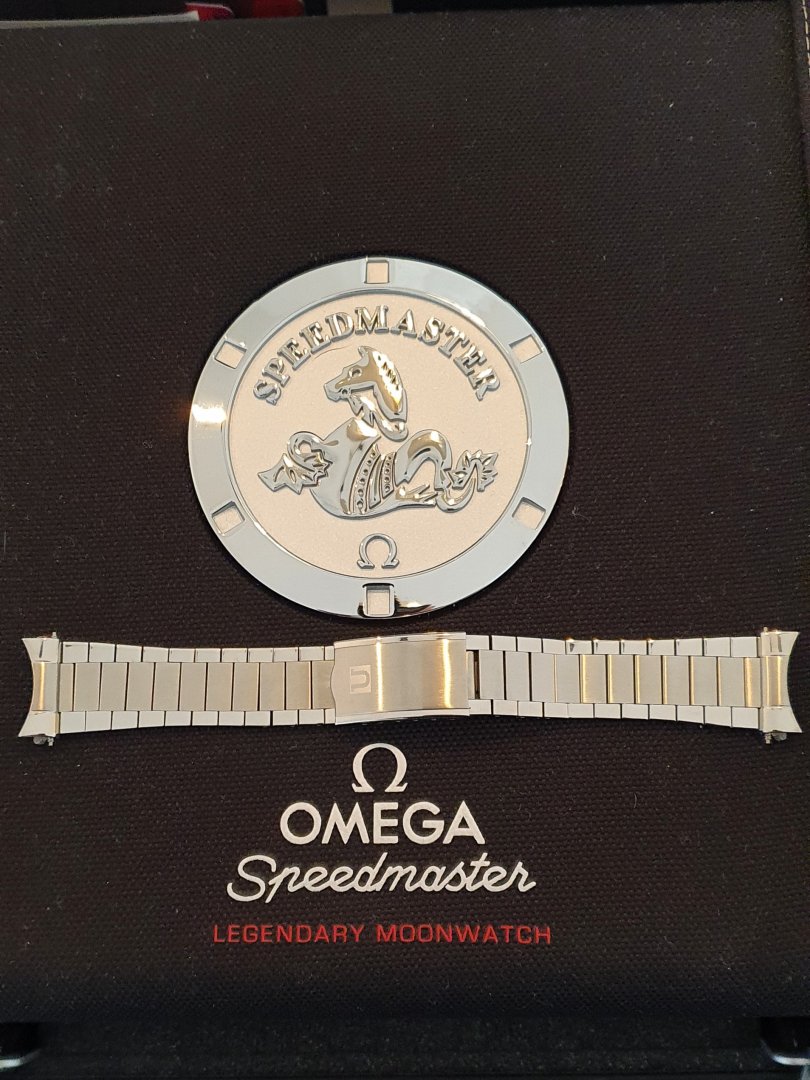 SPEEDMASTER
Ω
Ω
OMEGA
Speedmaster
LEGENDARY MOONWATCH